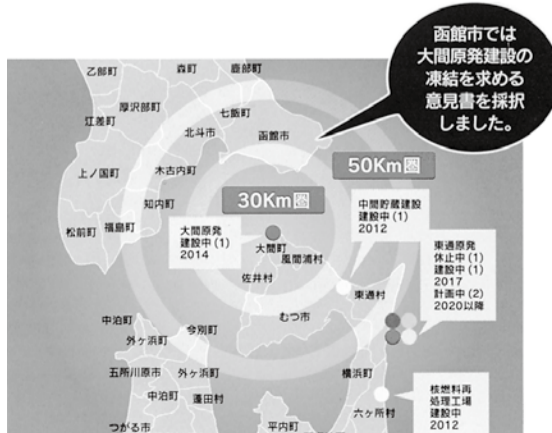 函館市では
大間原発建設の
凍結を求める
意見書を採択
しました。
乙部町
森町
鹿部町
厚沢部町
七飯町
江差町
北斗市
函館市
上ノ国町
木古内町
50Km圏
知内町
30Km圏
松前町
福島町
大間原発
建設中(1)
2014
大間町
風間浦村
中間貯蔵建設
建設中(1)
2012
佐井村
東通村
東通原発
休止中(1)
建設中(1)
2017
計画中(2)
2020以降
むつ市
中泊町
今別町
外ヶ浜町
五所川原市
外ヶ浜町
横浜町
中泊町
蓬田村
核燃料再
処理工場
建設中
2012
六ヶ所村
つがる市
平内町